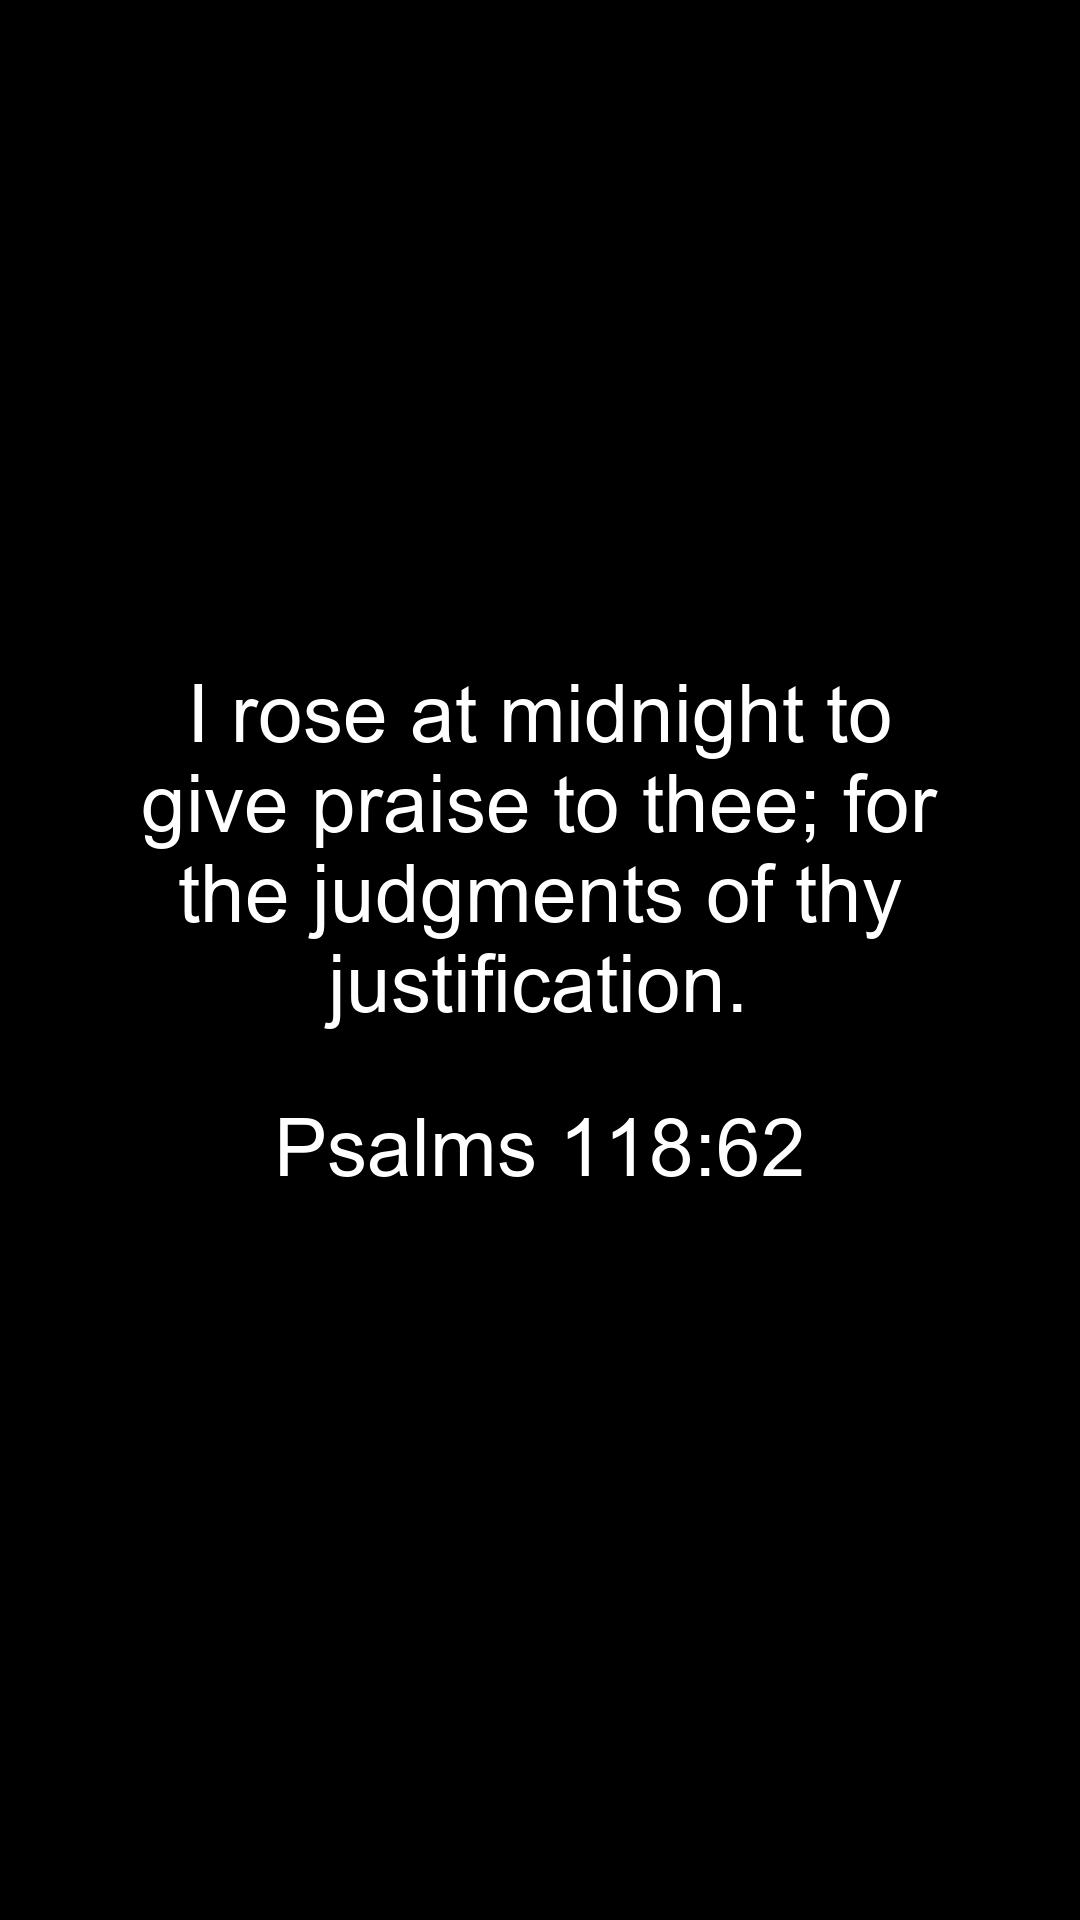 I rose at midnight to
give praise to thee; for
the judgments of thy
justification.
Psalms 118:62